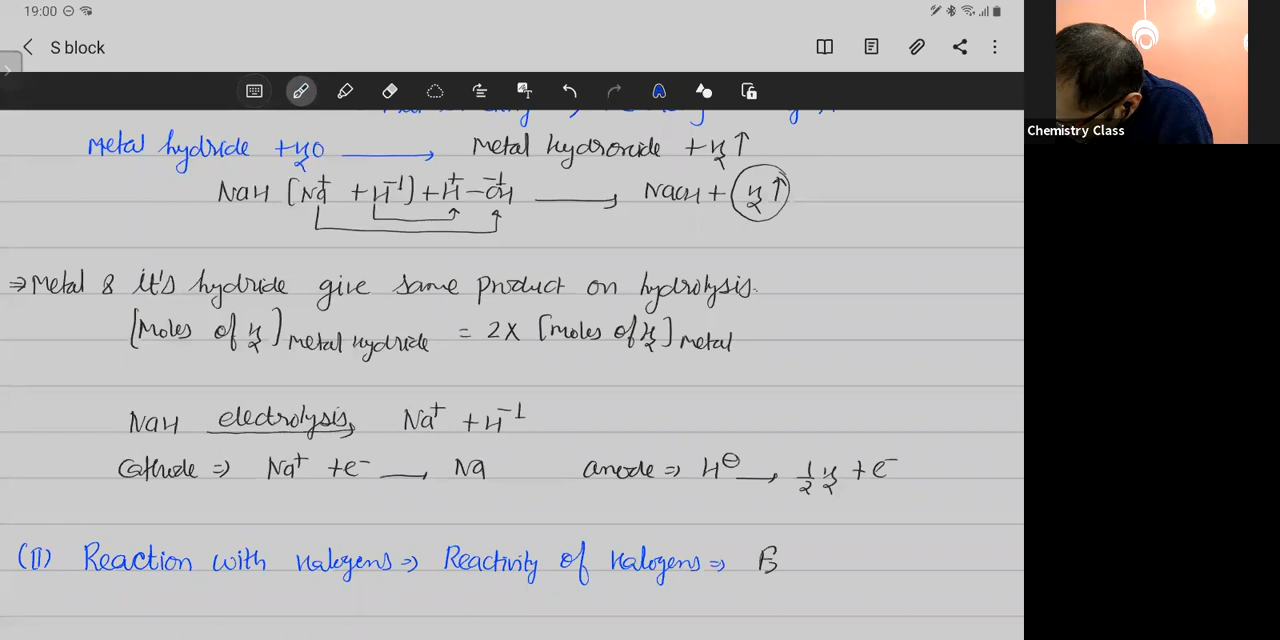 19:00
S block
Chemistry Class
Metal hydride + H2O ⟶ Metal hydroxide + H2↑
NaH [Na+ + H-1] + H+ - OH-1 ⟶ NaOH + H2↑
⇒ Metal & it's hydride give same product on hydrolysis.
[Moles of H2] Metal Hydride = 2x [moles of H2] metal
NaH electrolysis⟶ Na+ + H-1
Cathode ⇒ Na+ + e- ⟶ Na anode ⇒ H⊖ ⟶ 1/2 H2 + e-
(II) Reaction with halogens ⇒ Reactivity of halogens ⇒ F2